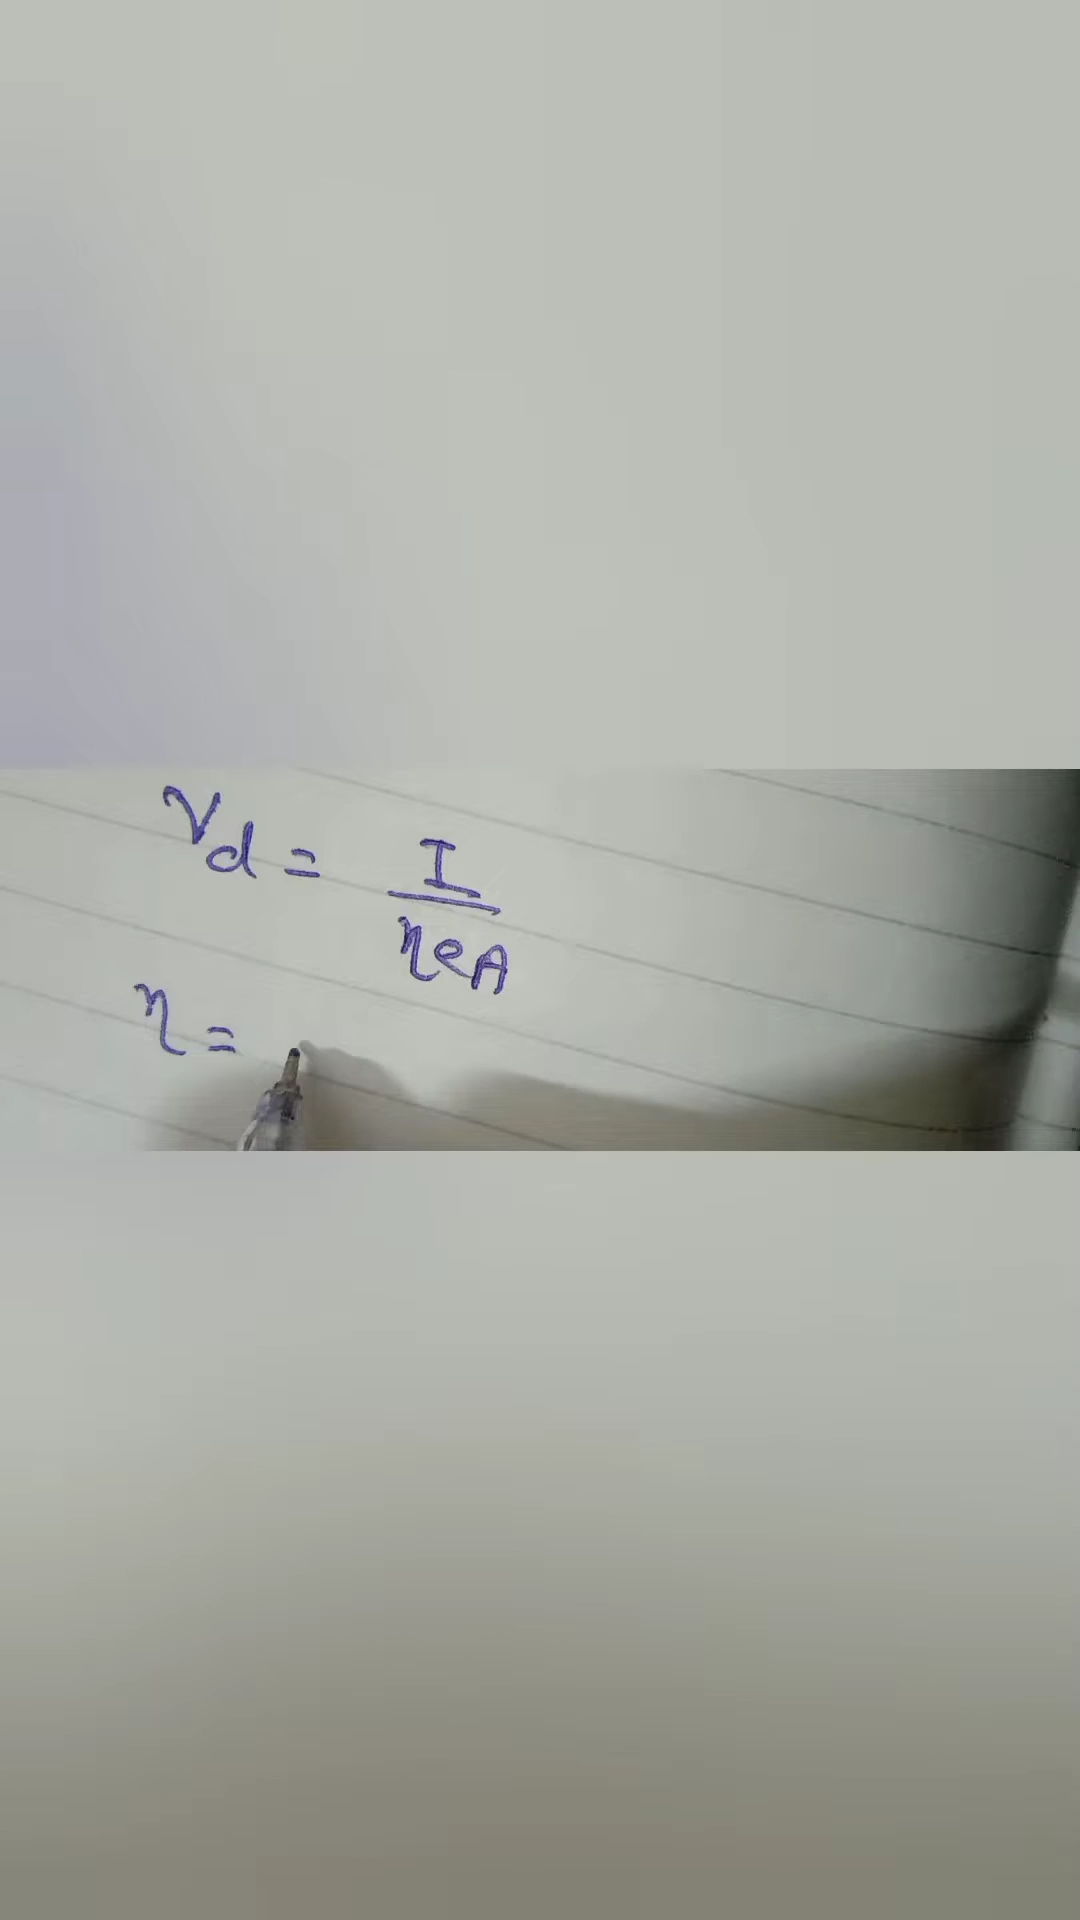 Vd = I/neA
n =